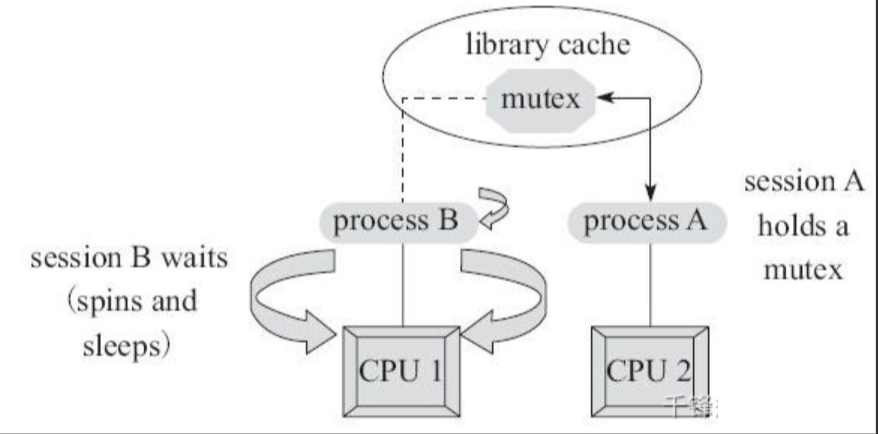 library cache
mutex
session A
holds a
mutex
process B
process A
session B waits
(spins and
sleeps)
CPU 1
CPU 2
千锋